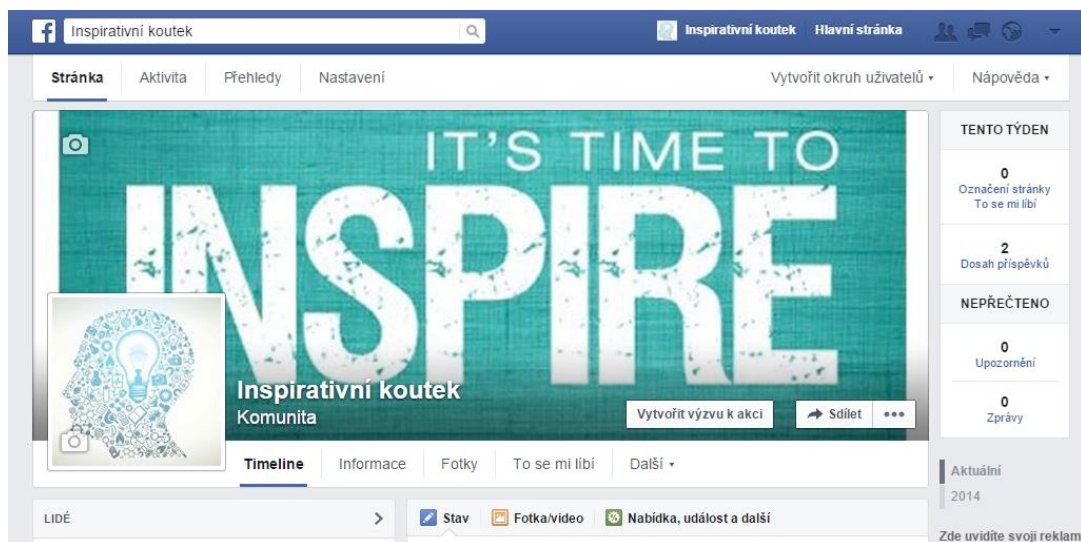 f
Inspirativní koutek
Inspirativní koutek Hlavní stránka
Stránka Aktivita Přehledy Nastavení
Vytvořit okruh uživatelů Nápověda
IT'S TIME TO
INSPIRE
Inspirativní koutek
Komunita
Vytvořit výzvu k akci Sdílet
Timeline Informace Fotky To se mi líbí Další
TENTO TÝDEN
0
Označení stránky
To se mi líbí
2
Dosah příspěvků
NEPŘEČTENO
0
Upozornění
0
Zprávy
Aktuální
2014
Zde uvidíte svoji reklam
LIDÉ
Stav Fotka/video Nabídka, událost a další